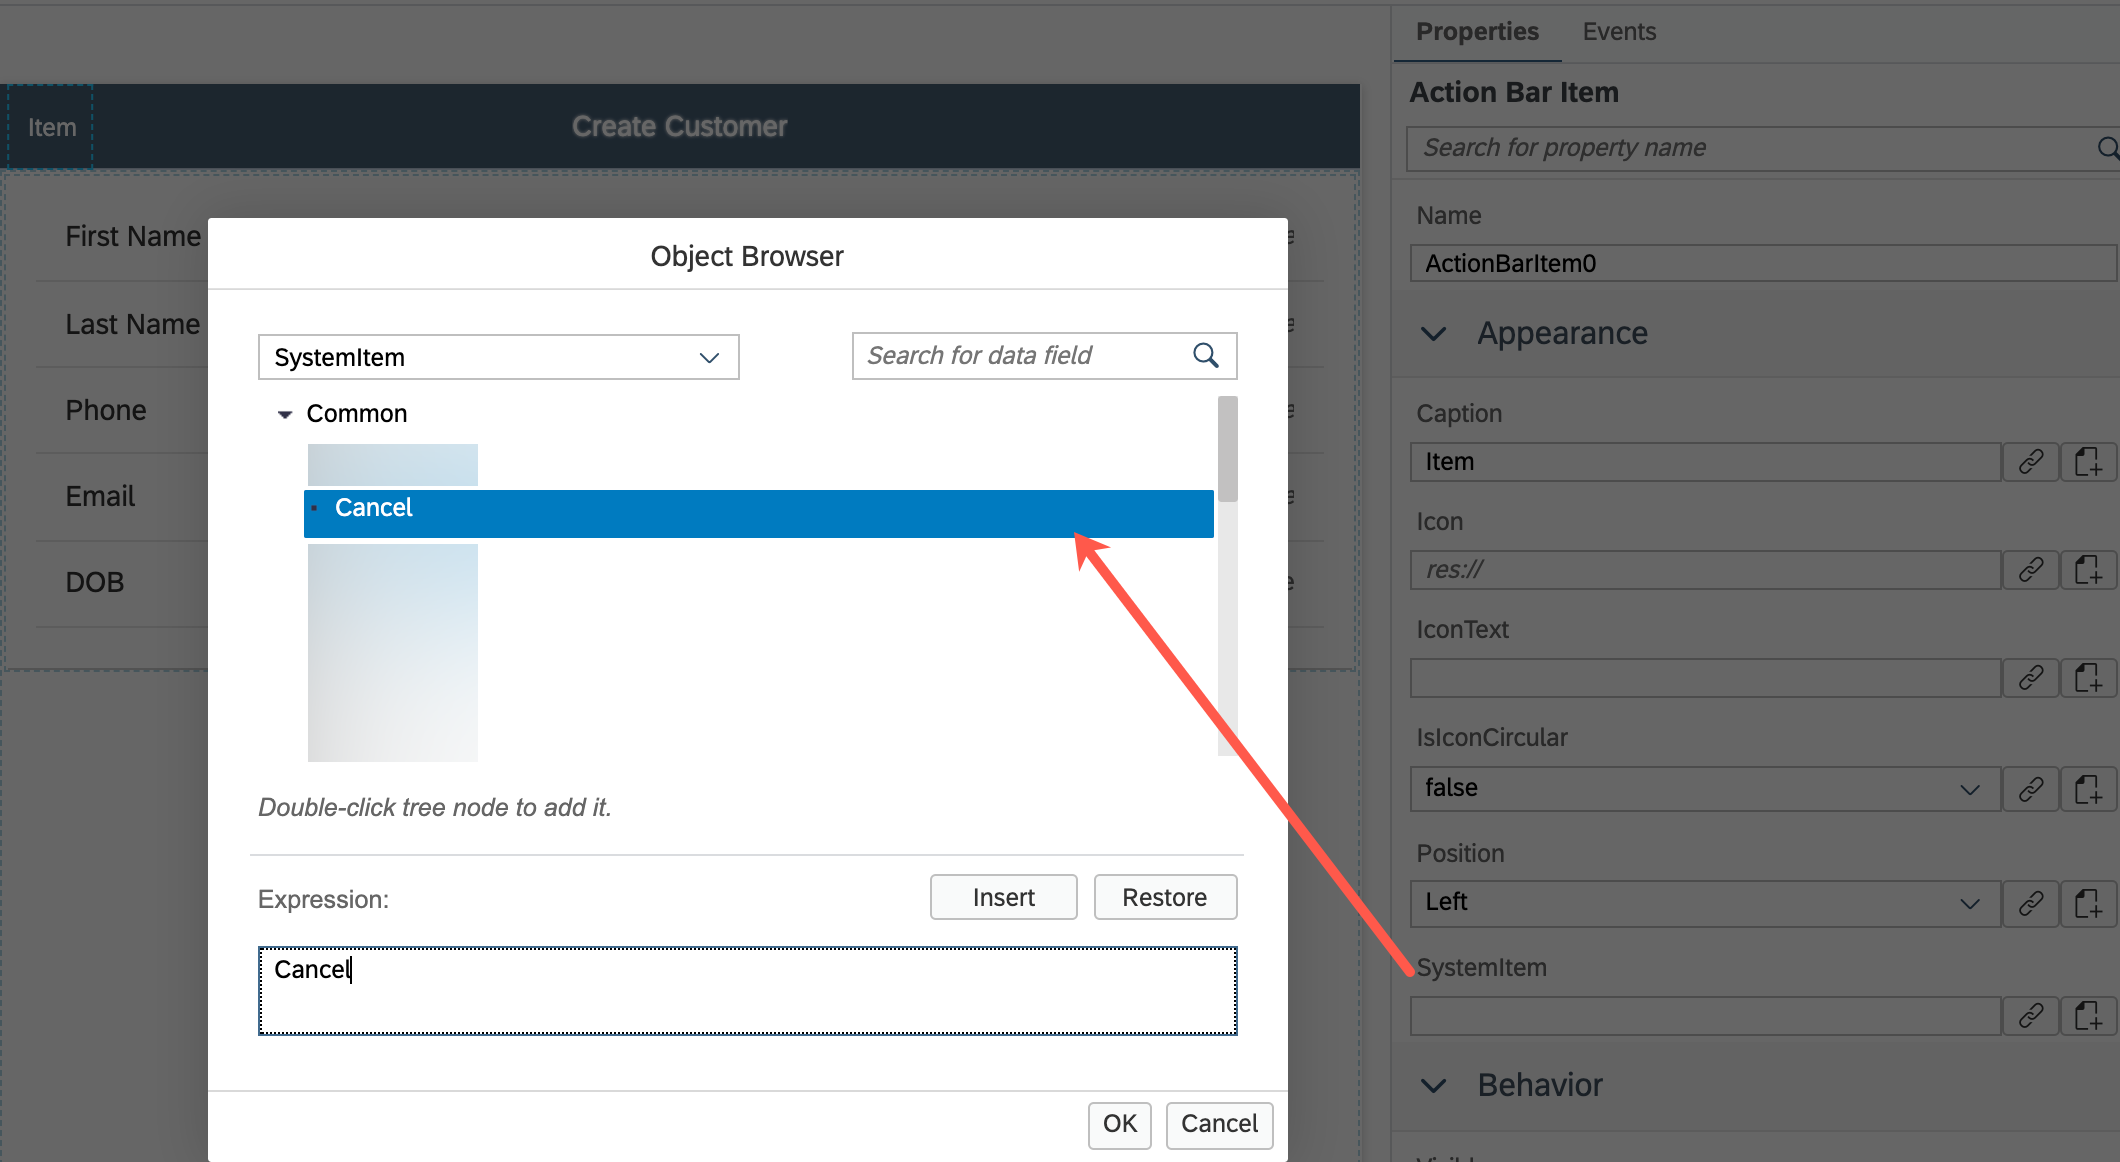 Properties
Events
Action Bar Item
Search for property name
Name
ActionBarItem0
Appearance
Caption
Item
Icon
res://
IconText
IsIconCircular
false
Position
Left
SystemItem
Behavior
Item
Create Customer
First Name
Last Name
Phone
Email
DOB
Object Browser
SystemItem
Search for data field
Common
Cancel
Double-click tree node to add it.
Expression:
Insert
Restore
Cancel
OK
Cancel